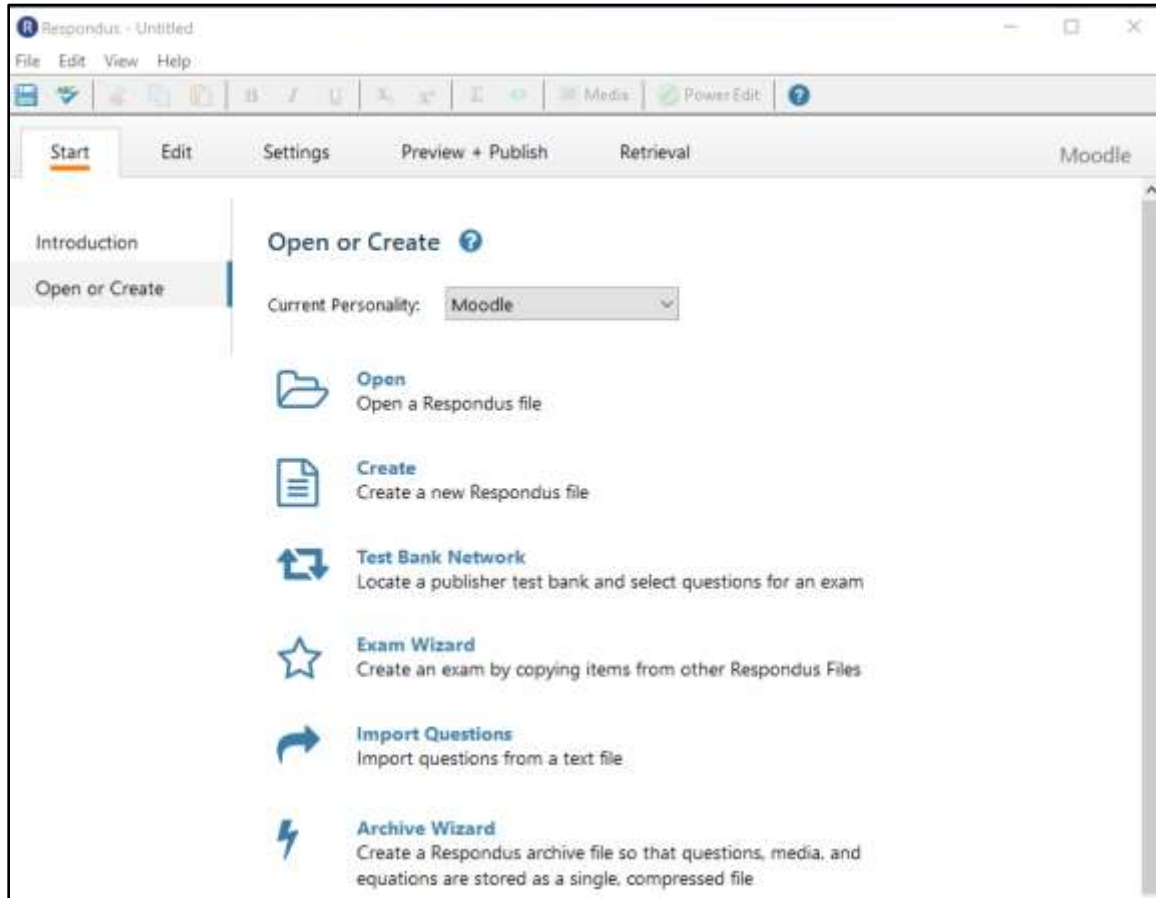 R Respondus - Untitled
File Edit View Help
B I U X₁ x² Σ <> Media Power Edit ?
Start Edit Settings Preview + Publish Retrieval Moodle
Introduction
Open or Create
Open or Create ?
Current Personality: Moodle
Open
Open a Respondus file
Create
Create a new Respondus file
Test Bank Network
Locate a publisher test bank and select questions for an exam
Exam Wizard
Create an exam by copying items from other Respondus Files
Import Questions
Import questions from a text file
Archive Wizard
Create a Respondus archive file so that questions, media, and
equations are stored as a single, compressed file